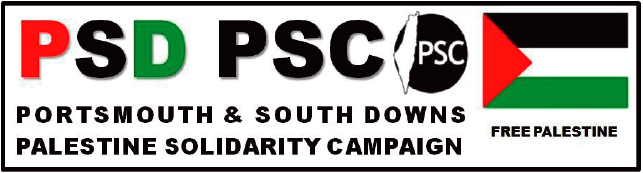 PSD PSC
PSC
PORTSMOUTH & SOUTH DOWNS
PALESTINE SOLIDARITY CAMPAIGN
FREE PALESTINE